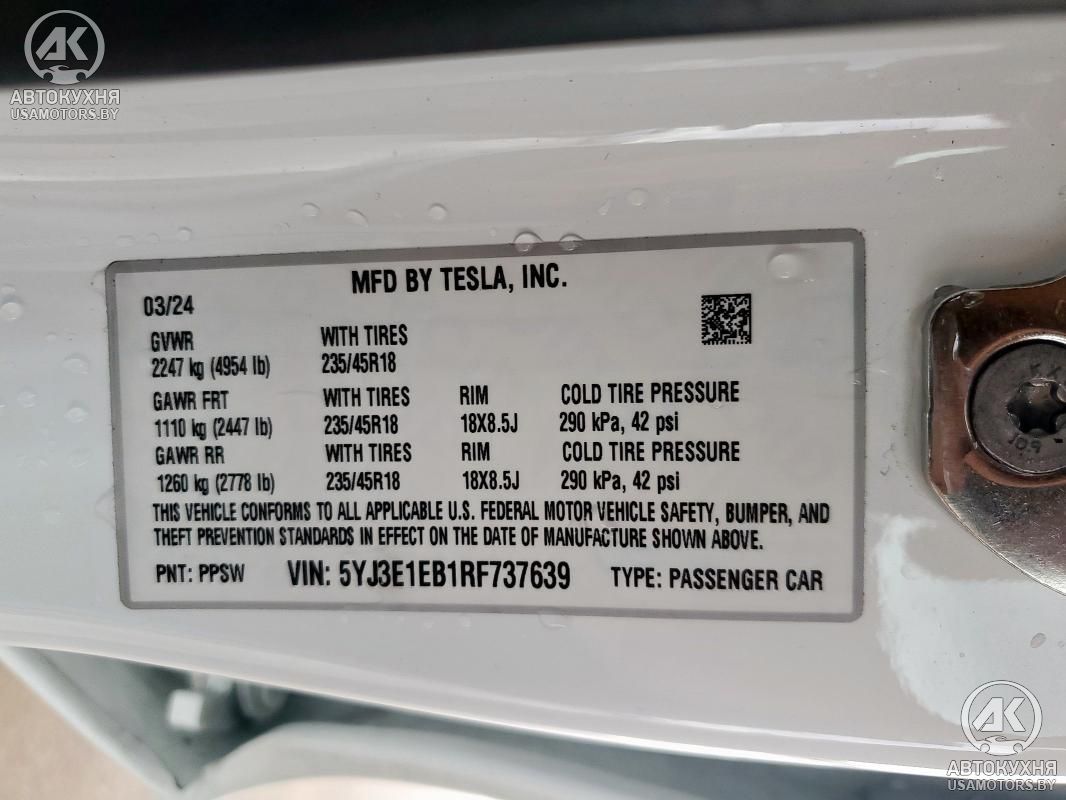 AK
АВТОКУХНЯ
USAMOTORS.BY
MFD BY TESLA, INC.
03/24
GVWR WITH TIRES
2247 kg (4954 lb) 235/45R18
GAWR FRT WITH TIRES RIM COLD TIRE PRESSURE
1110 kg (2447 lb) 235/45R18 18X8.5J 290 kPa, 42 psi
GAWR RR WITH TIRES RIM COLD TIRE PRESSURE
1260 kg (2778 lb) 235/45R18 18X8.5J 290 kPa, 42 psi
THIS VEHICLE CONFORMS TO ALL APPLICABLE U.S. FEDERAL MOTOR VEHICLE SAFETY, BUMPER, AND
THEFT PREVENTION STANDARDS IN EFFECT ON THE DATE OF MANUFACTURE SHOWN ABOVE.
PNT: PPSW VIN: 5YJ3E1EB1RF737639 TYPE: PASSENGER CAR
10.9
AK
АВТОКУХНЯ
USAMOTORS.BY